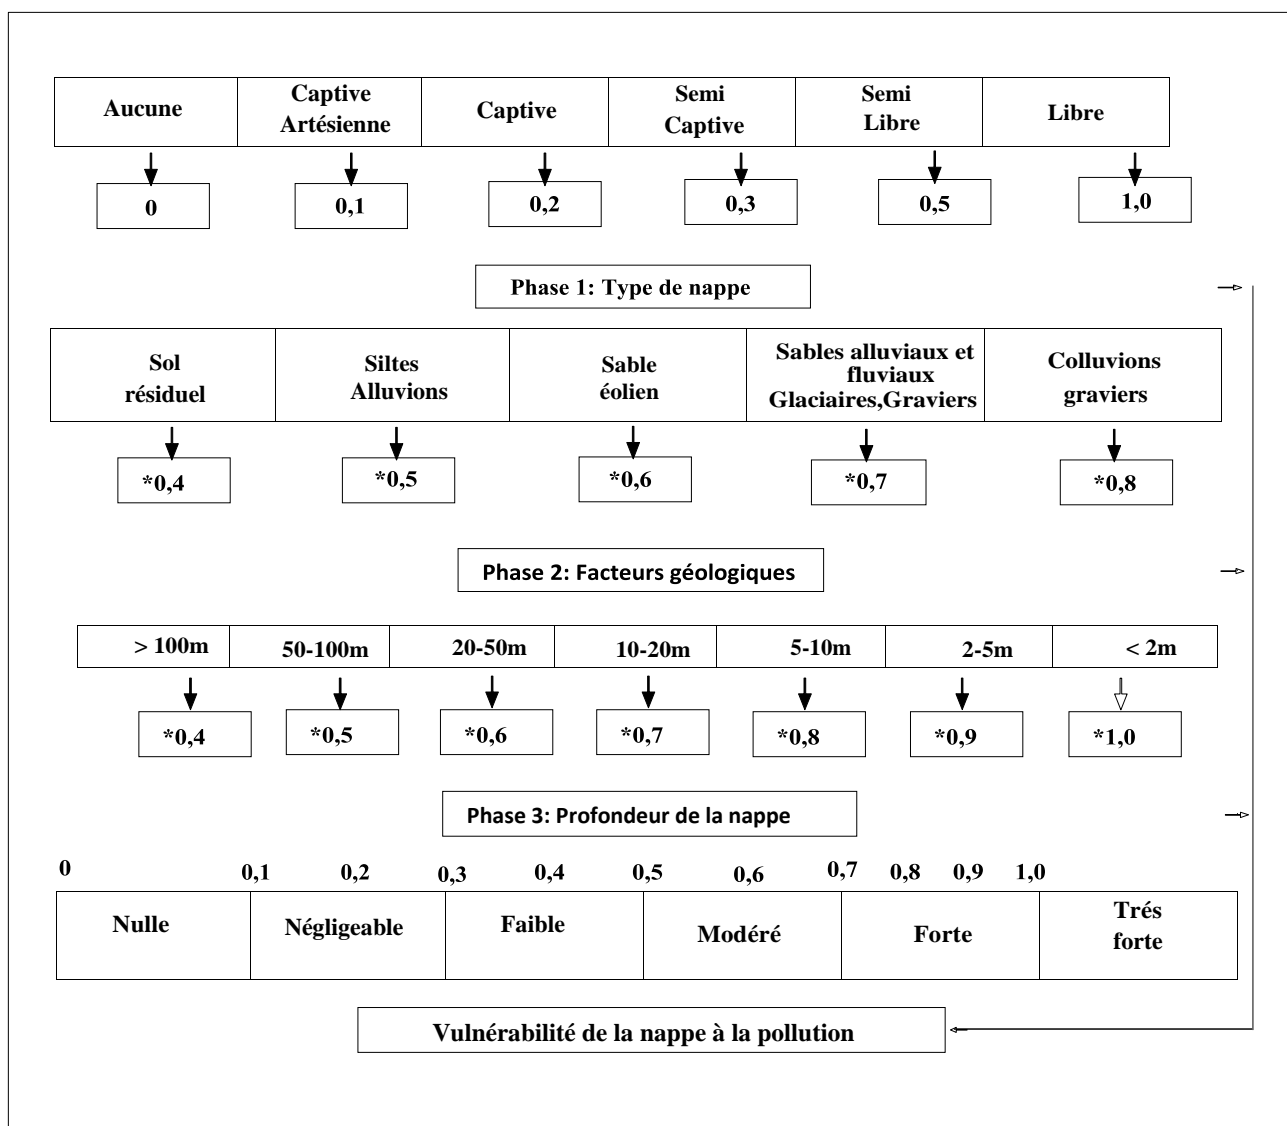 Aucune
Captive
Artésienne
Captive
Semi
Captive
Semi
Libre
Libre
0
0,1
0,2
0,3
0,5
1,0
Phase 1: Type de nappe
Sol
résiduel
Siltes
Alluvions
Sable
éolien
Sables alluviaux et
fluviaux
Glaciaires,Graviers
Colluvions
graviers
*0,4
*0,5
*0,6
*0,7
*0,8
Phase 2: Facteurs géologiques
> 100m
50-100m
20-50m
10-20m
5-10m
2-5m
< 2m
*0,4
*0,5
*0,6
*0,7
*0,8
*0,9
*1,0
Phase 3: Profondeur de la nappe
0
0,1
0,2
0,3
0,4
0,5
0,6
0,7
0,8
0,9
1,0
Nulle
Négligeable
Faible
Modéré
Forte
Trés
forte
Vulnérabilité de la nappe à la pollution